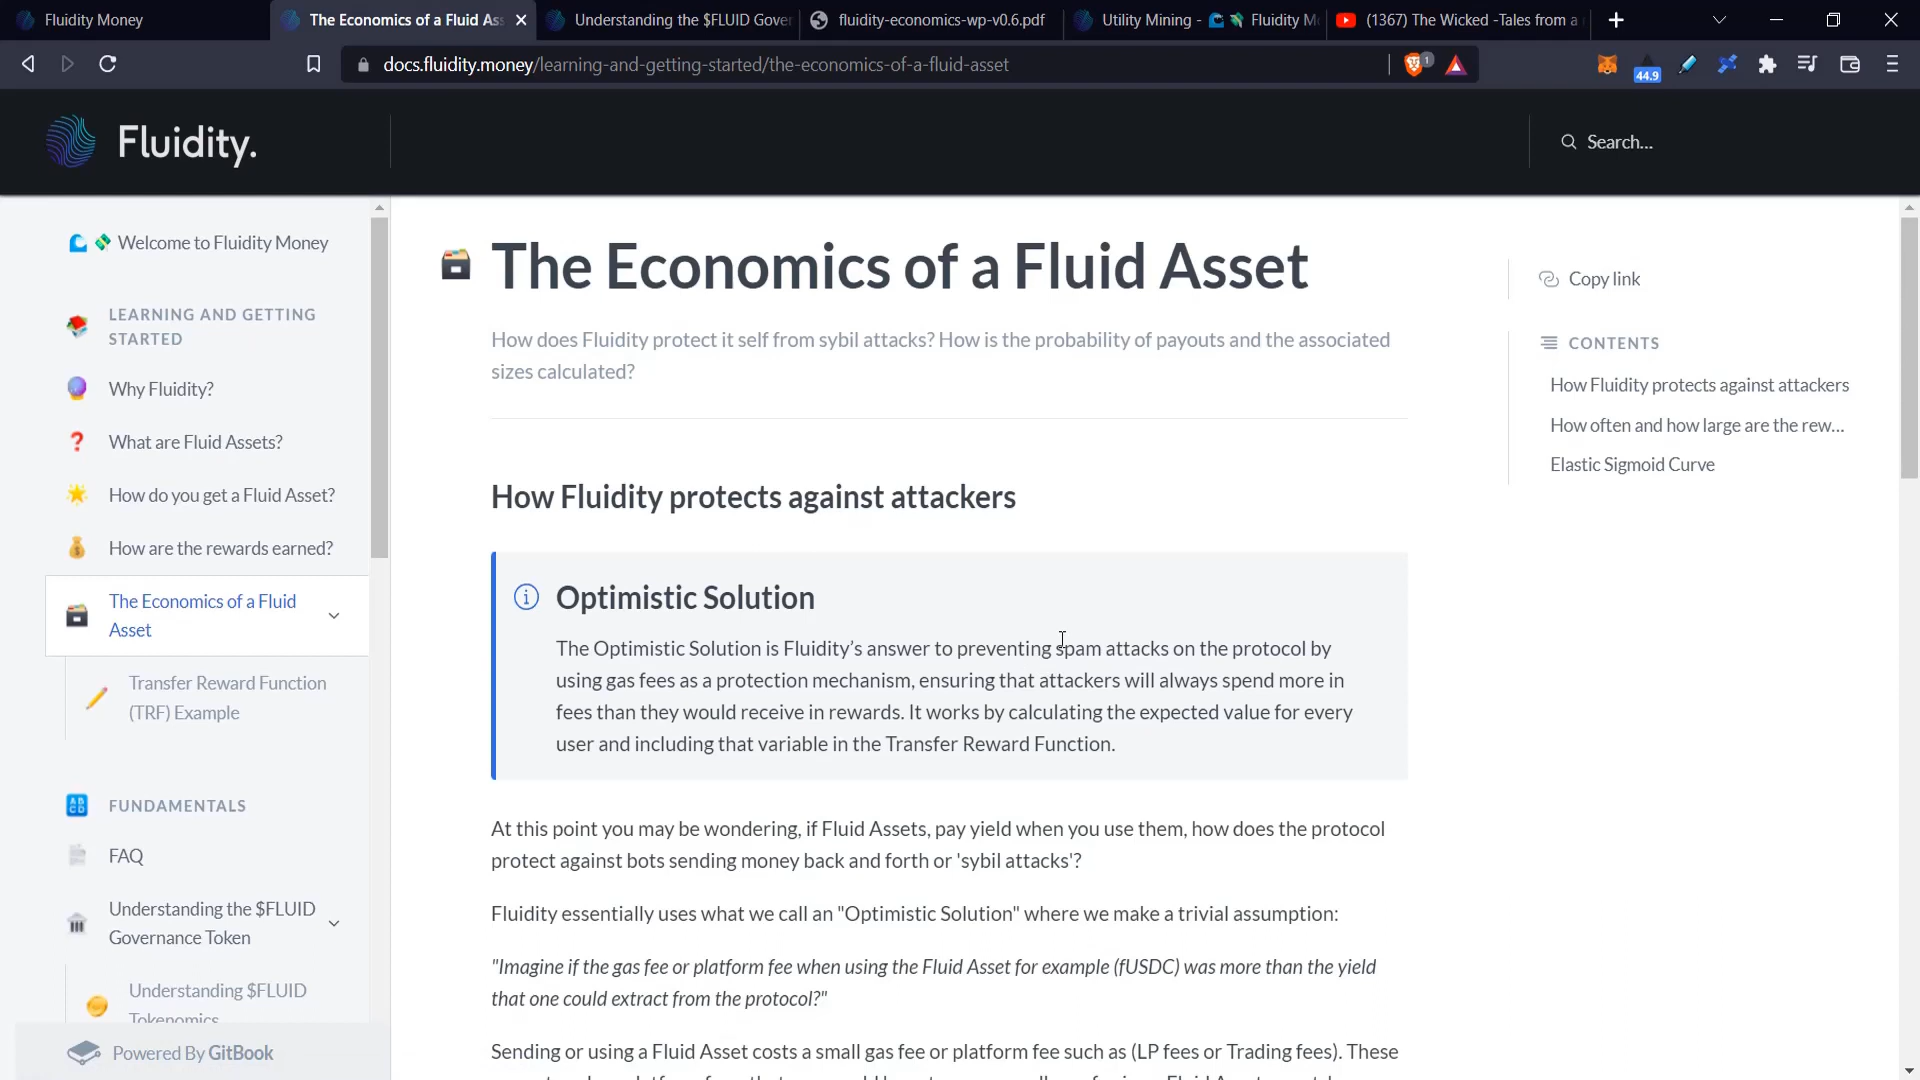 Fluidity Money
The Economics of a Fluid Ass
Understanding the $FLUID Gover
fluidity-economics-wp-v0.6.pdf
Utility Mining - 🌊 💸 Fluidity M
(1367) The Wicked -Tales from a
docs.fluidity.money/learning-and-getting-started/the-economics-of-a-fluid-asset
1
44.9
Fluidity.
Search...
🌊 💸 Welcome to Fluidity Money
LEARNING AND GETTING
STARTED
Why Fluidity?
What are Fluid Assets?
How do you get a Fluid Asset?
How are the rewards earned?
The Economics of a Fluid
Asset
Transfer Reward Function
(TRF) Example
FUNDAMENTALS
FAQ
Understanding the $FLUID
Governance Token
Understanding $FLUID
Tokenomics
Powered By GitBook
The Economics of a Fluid Asset
How does Fluidity protect it self from sybil attacks? How is the probability of payouts and the associated
sizes calculated?
How Fluidity protects against attackers
Optimistic Solution
The Optimistic Solution is Fluidity’s answer to preventing spam attacks on the protocol by
using gas fees as a protection mechanism, ensuring that attackers will always spend more in
fees than they would receive in rewards. It works by calculating the expected value for every
user and including that variable in the Transfer Reward Function.
At this point you may be wondering, if Fluid Assets, pay yield when you use them, how does the protocol
protect against bots sending money back and forth or 'sybil attacks'?
Fluidity essentially uses what we call an "Optimistic Solution" where we make a trivial assumption:
"Imagine if the gas fee or platform fee when using the Fluid Asset for example (fUSDC) was more than the yield
that one could extract from the protocol?"
Sending or using a Fluid Asset costs a small gas fee or platform fee such as (LP fees or Trading fees). These
Copy link
CONTENTS
How Fluidity protects against attackers
How often and how large are the rew...
Elastic Sigmoid Curve